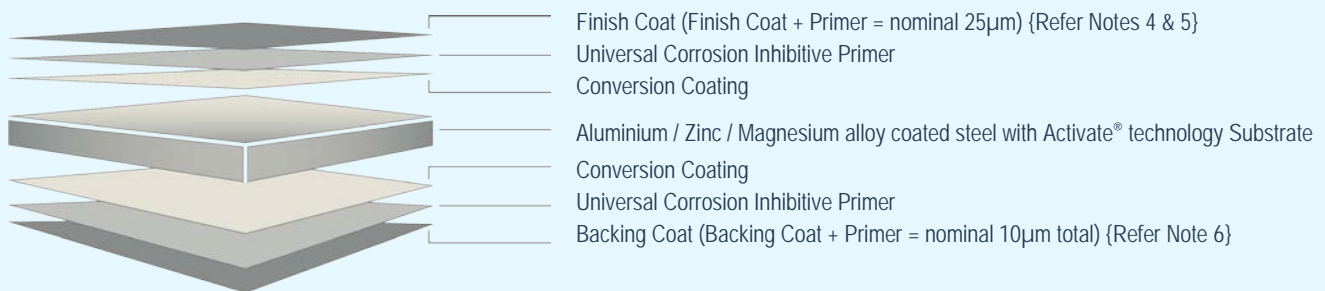 Finish Coat (Finish Coat + Primer = nominal 25µm) {Refer Notes 4 & 5}
Universal Corrosion Inhibitive Primer
Conversion Coating
Aluminium / Zinc / Magnesium alloy coated steel with Activate® technology Substrate
Conversion Coating
Universal Corrosion Inhibitive Primer
Backing Coat (Backing Coat + Primer = nominal 10µm total) {Refer Note 6}